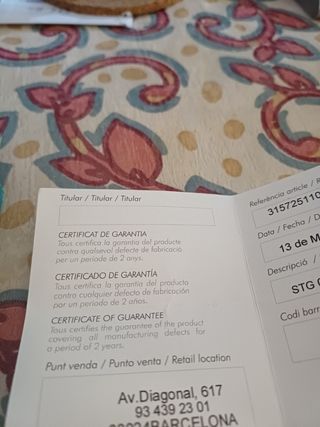 Titular / Titular / Titular
CERTIFICAT DE GARANTIA
Tous certifica la garantia del producte
contra qualsevol defecte de fabricació
per un periode de 2 anys.
CERTIFICADO DE GARANTÍA
Tous certifica la garantía del producto
contra cualquier defecto de fabricación
por un periodo de 2 años.
CERTIFICATE OF GUARANTEE
Tous certifies the guarantee of the product
covering all manufacturing defects for
a period of 2 years.
Punt venda / Punto venta / Retail location
Av.Diagonal, 617
93 439 23 01
BARCELONA
Referència article /
315725110
Data / Fecha /
13 de M
Descripció /
STG
Codi barr